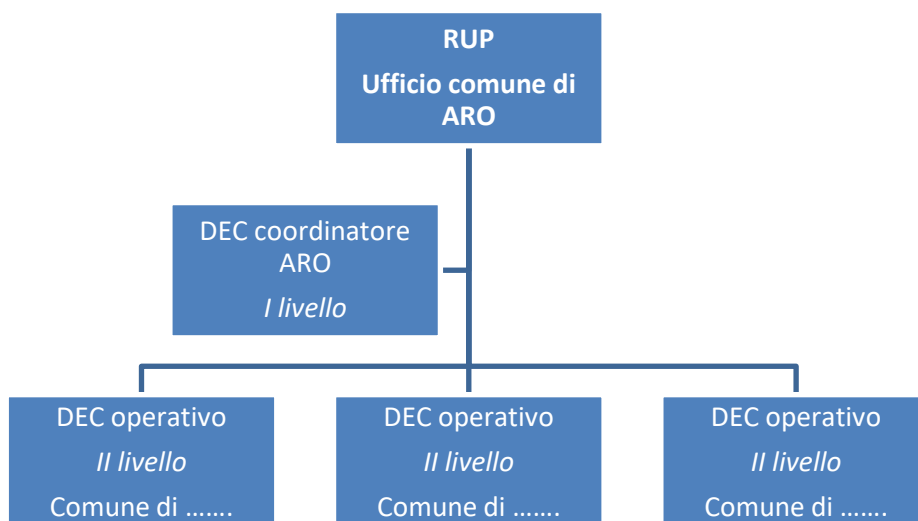 RUP
Ufficio comune di
ARO
DEC coordinatore
ARO
I livello
DEC operativo
II livello
Comune di …….
DEC operativo
II livello
Comune di …….
DEC operativo
II livello
Comune di …….